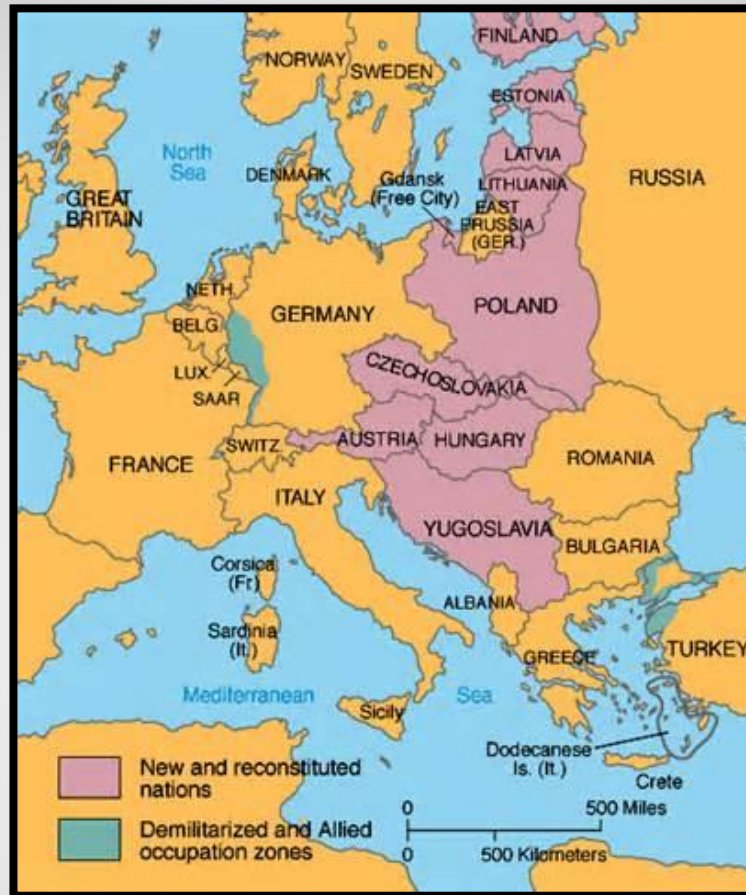 FINLAND
NORWAY
SWEDEN
ESTONIA
North
Sea
LATVIA
DENMARK
Gdansk
(Free City)
LITHUANIA
RUSSIA
GREAT
BRITAIN
EAST
PRUSSIA
(GER.)
NETH.
GERMANY
POLAND
BELG.
LUX
SAAR
CZECHOSLOVAKIA
SWITZ.
AUSTRIA
HUNGARY
FRANCE
ROMANIA
ITALY
YUGOSLAVIA
BULGARIA
Corsica
(Fr.)
ALBANIA
Sardinia
(It.)
GREECE
TURKEY
Mediterranean
Sea
Sicily
Dodecanese
Is. (It.)
Crete
New and reconstituted
nations
Demilitarized and Allied
occupation zones
0
500 Miles
0
500 Kilometers